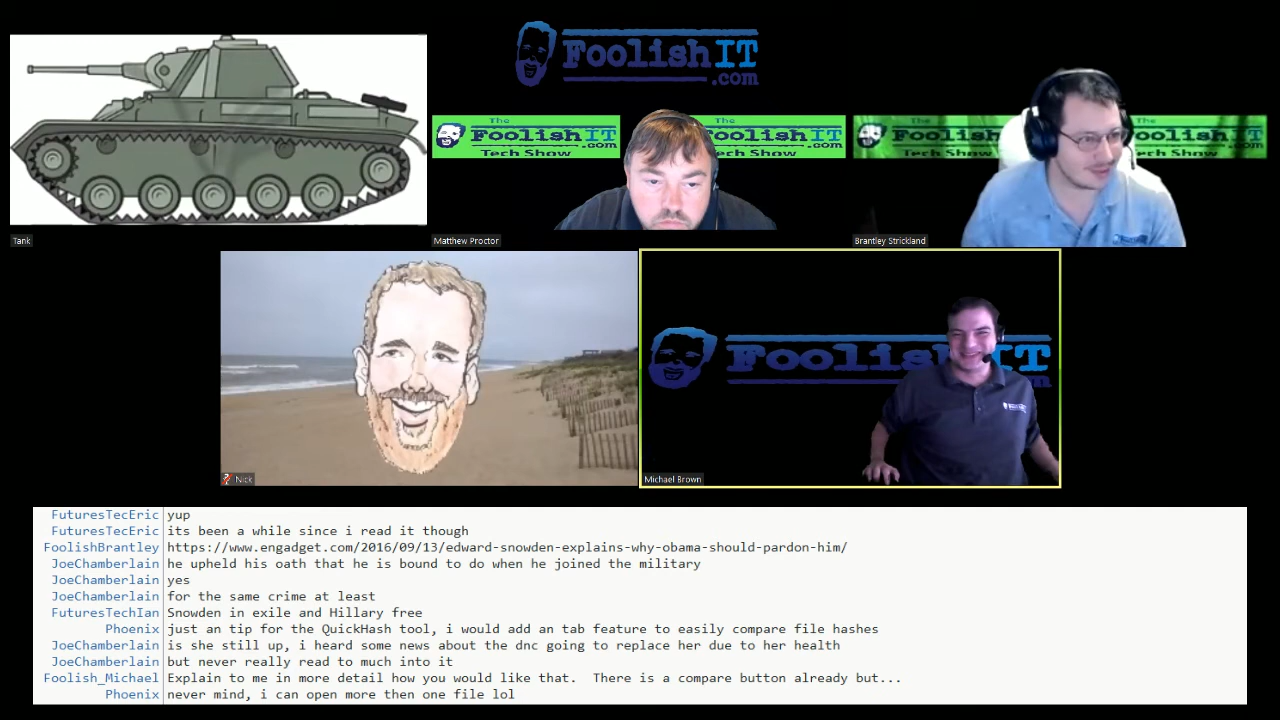 FoolishIT
.com
The
FoolishIT
.com
Tech Show
The
FoolishIT
.com
Tech Show
Tank
Matthew Proctor
Brantley Strickland
FoolishIT
Nick
Michael Brown
FuturesTecEric yup
FuturesTecEric its been a while since i read it though
FoolishBrantley https://www.engadget.com/2016/09/13/edward-snowden-explains-why-obama-should-pardon-him/
JoeChamberlain he upheld his oath that he is bound to do when he joined the military
JoeChamberlain yes
JoeChamberlain for the same crime at least
FuturesTechIan Snowden in exile and Hillary free
Phoenix just an tip for the QuickHash tool, i would add an tab feature to easily compare file hashes
JoeChamberlain is she still up, i heard some news about the dnc going to replace her due to her health
JoeChamberlain but never really read to much into it
Foolish_Michael Explain to me in more detail how you would like that.  There is a compare button already but...
Phoenix never mind, i can open more then one file lol